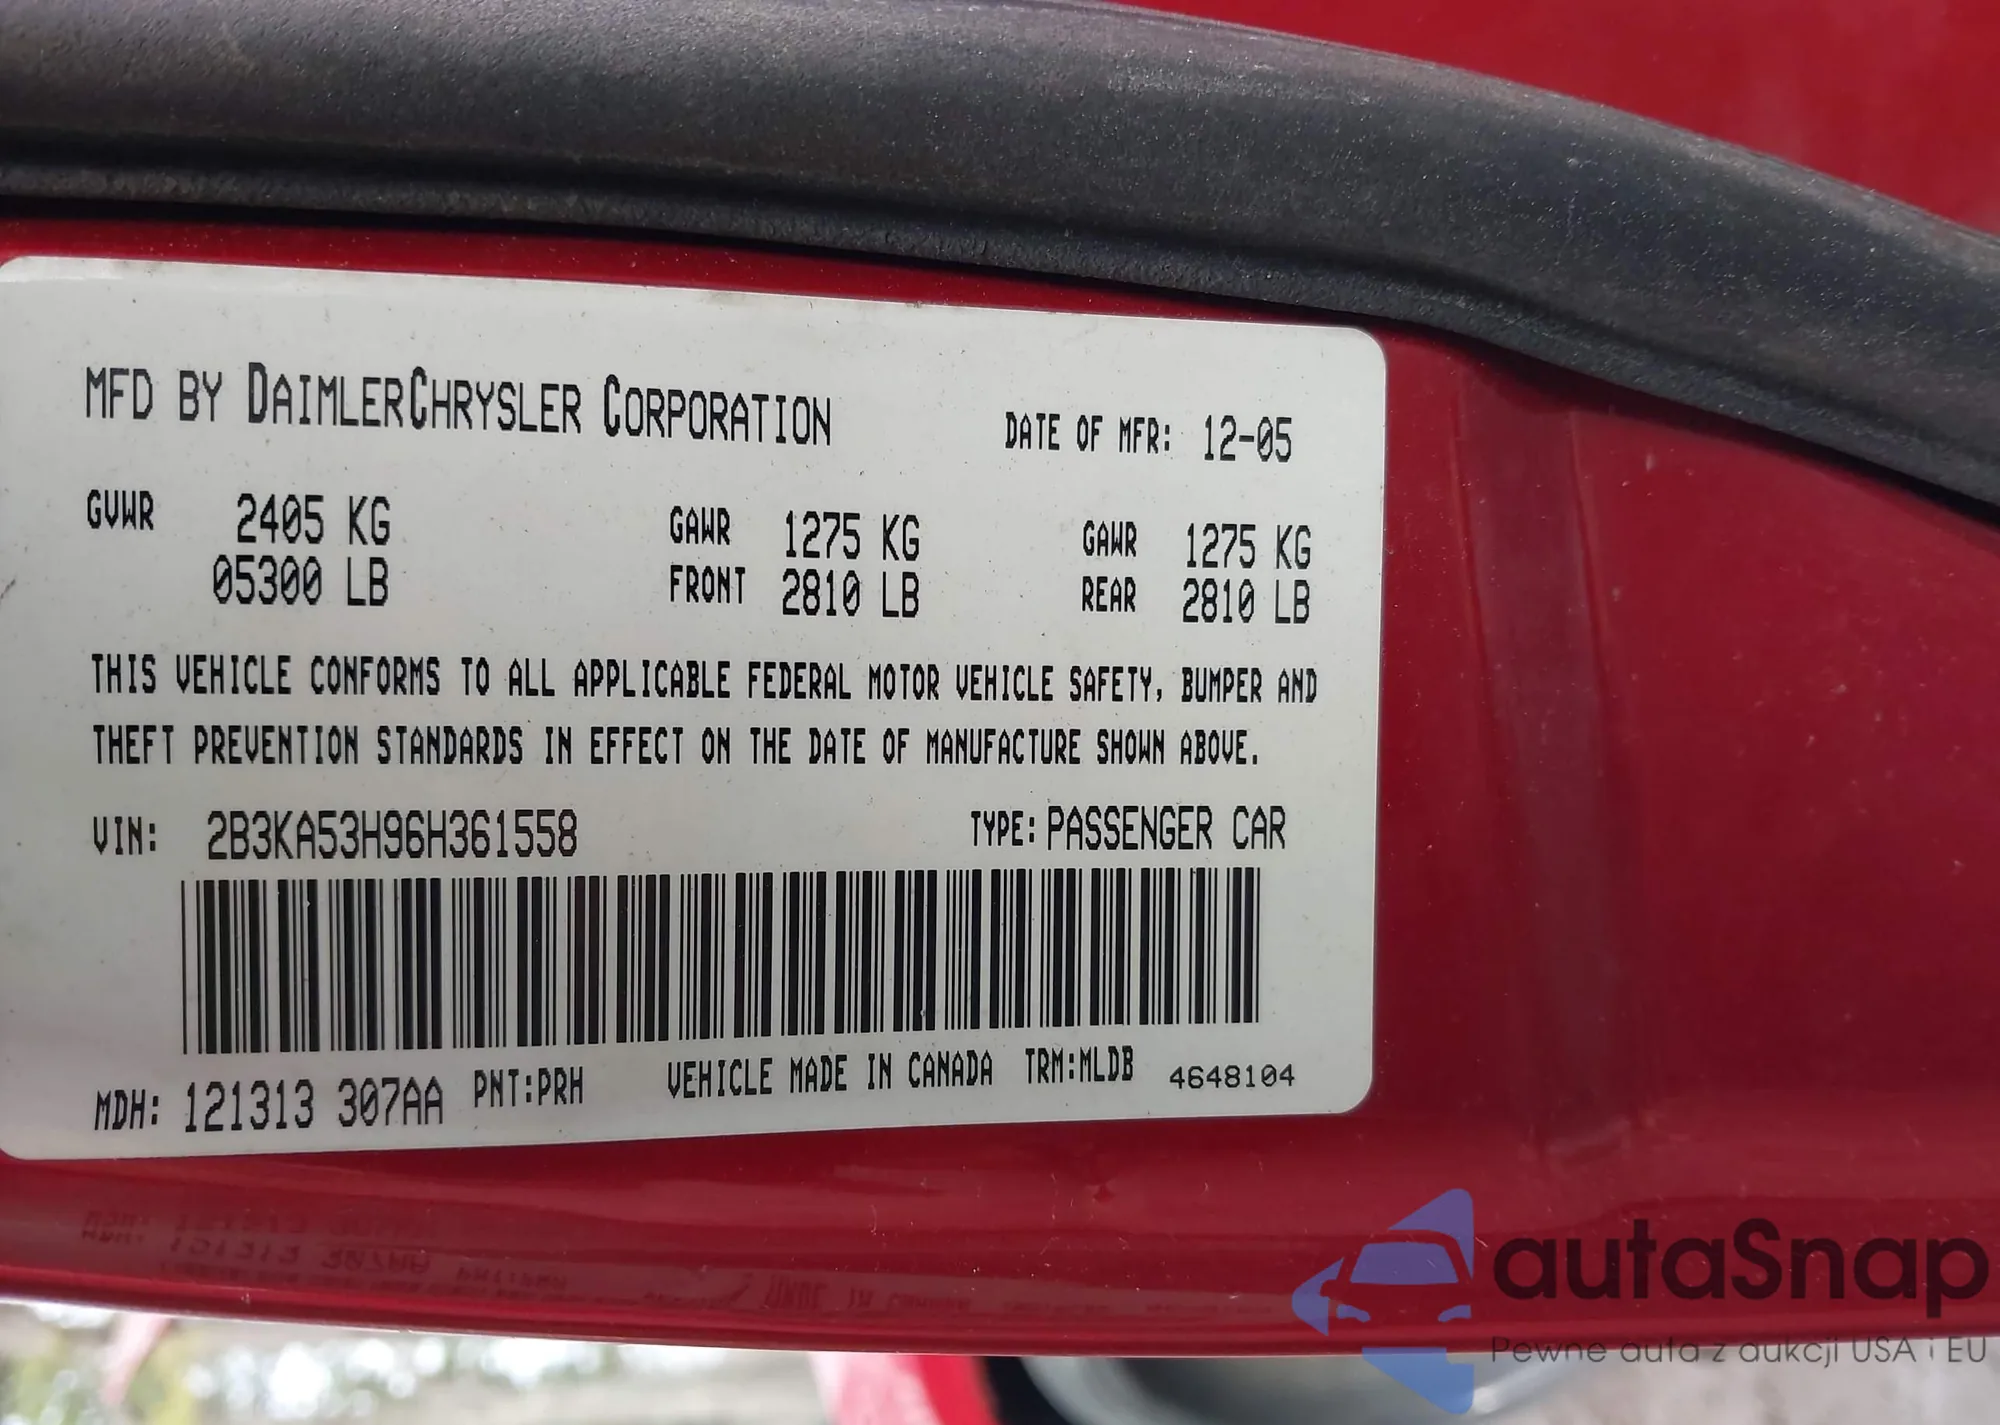 MFD BY DAIMLERCHRYSLER CORPORATION DATE OF MFR: 12-05
GVWR 2405 KG GAWR 1275 KG GAWR 1275 KG
05300 LB FRONT 2810 LB REAR 2810 LB
THIS VEHICLE CONFORMS TO ALL APPLICABLE FEDERAL MOTOR VEHICLE SAFETY, BUMPER AND
THEFT PREVENTION STANDARDS IN EFFECT ON THE DATE OF MANUFACTURE SHOWN ABOVE.
VIN: 2B3KA53H96H361558 TYPE: PASSENGER CAR
MDH: 121313 307AA PNT:PRH VEHICLE MADE IN CANADA TRM:MLDB 4648104
autaSnap
Pewne auta z aukcji USA i EU